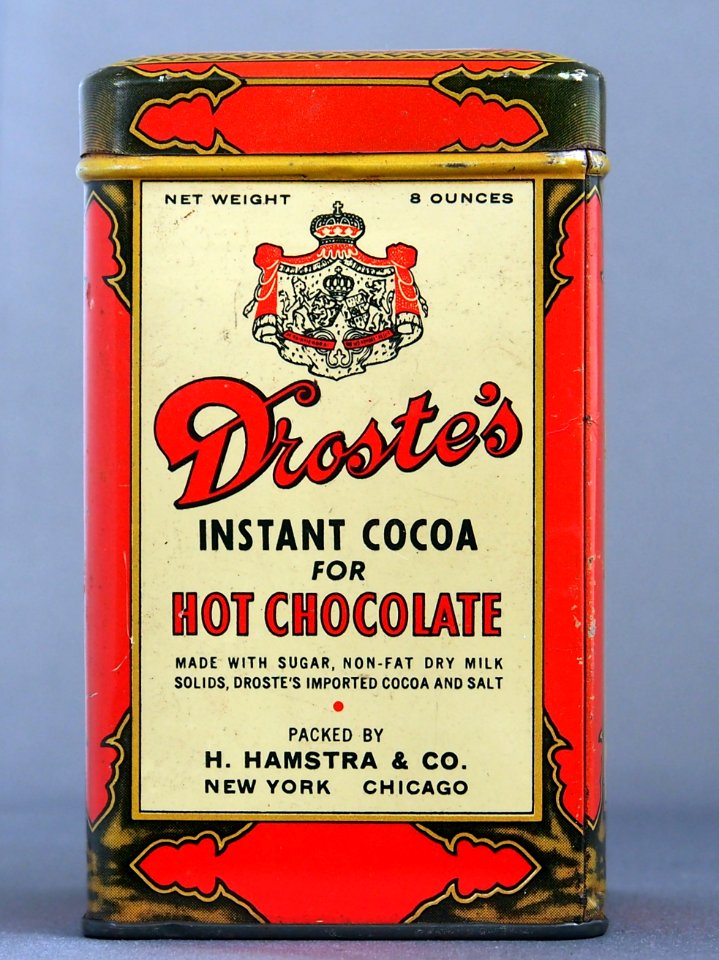 NET WEIGHT 8 OUNCES
Droste's
INSTANT COCOA
FOR
HOT CHOCOLATE
MADE WITH SUGAR, NON-FAT DRY MILK
SOLIDS, DROSTE'S IMPORTED COCOA AND SALT
PACKED BY
H. HAMSTRA & CO.
NEW YORK CHICAGO